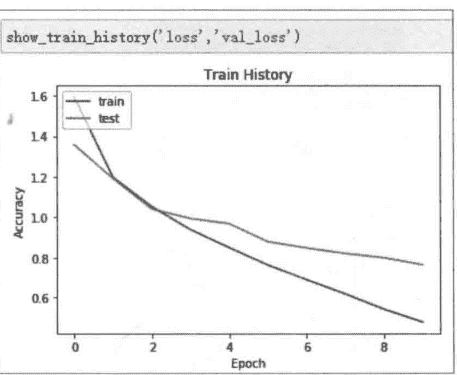 show_train_history('loss','val_loss')
Train History
train
test
1.6
1.4
1.2
1.0
0.8
0.6
Accuracy
0
2
4
6
8
Epoch